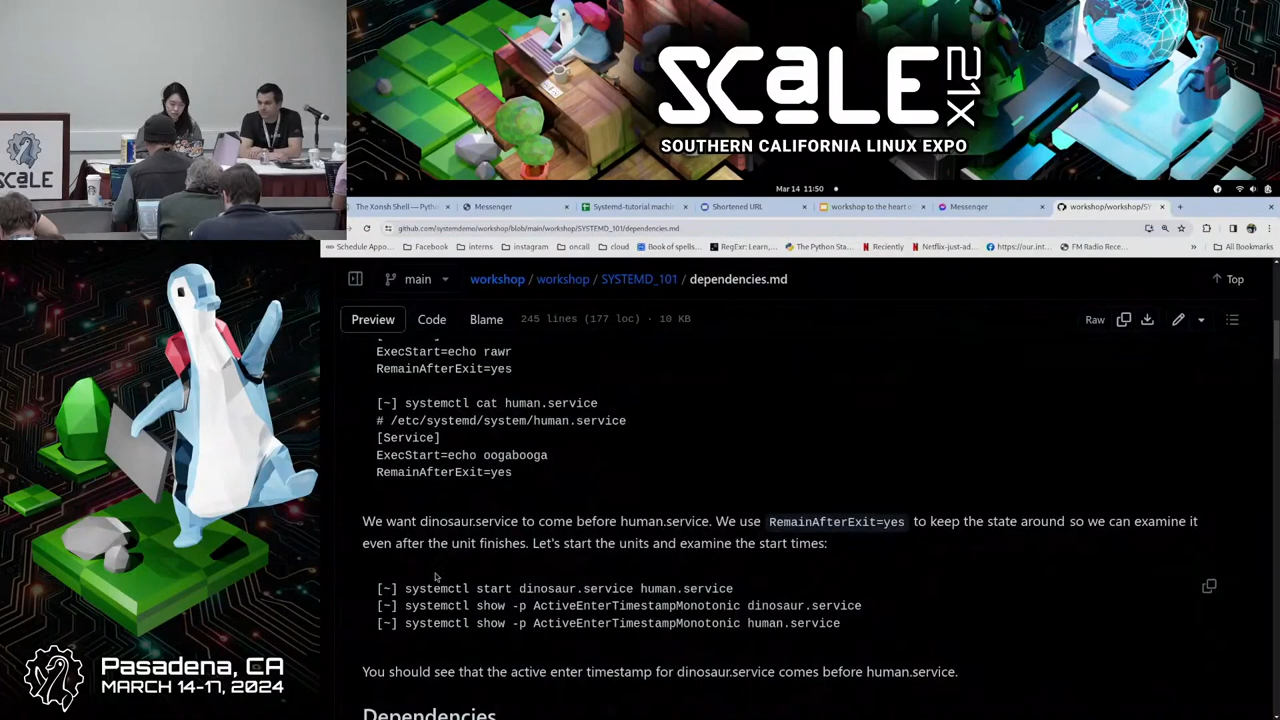 SCaLE
SCaLE 21X
SOUTHERN CALIFORNIA LINUX EXPO
Mar 14 11:50
The Xonsh Shell — Pyth
Messenger
Systemd-tutorial machi
Shortened URL
workshop to the heart o
Messenger
workshop/workshop/SY
github.com/systemdemo/workshop/blob/main/workshop/SYSTEMD_101/dependencies.md
Schedule Appo...
Facebook
interns
instagram
oncall
cloud
Book of spells...
RegExr: Learn,...
The Python Sta...
Reciently
Netflix-just-ad...
https://our.int...
FM Radio Rece...
All Bookmarks
main
workshop / workshop / SYSTEMD_101 / dependencies.md
Top
Preview
Code
Blame
245 lines (177 loc) · 10 KB
Raw
ExecStart=echo rawr
RemainAfterExit=yes
[~] systemctl cat human.service
# /etc/systemd/system/human.service
[Service]
ExecStart=echo oogabooga
RemainAfterExit=yes
We want dinosaur.service to come before human.service. We use RemainAfterExit=yes to keep the state around so we can examine it
even after the unit finishes. Let's start the units and examine the start times:
[~] systemctl start dinosaur.service human.service
[~] systemctl show -p ActiveEnterTimestampMonotonic dinosaur.service
[~] systemctl show -p ActiveEnterTimestampMonotonic human.service
You should see that the active enter timestamp for dinosaur.service comes before human.service.
Dependencies
Pasadena, CA
MARCH 14-17, 2024